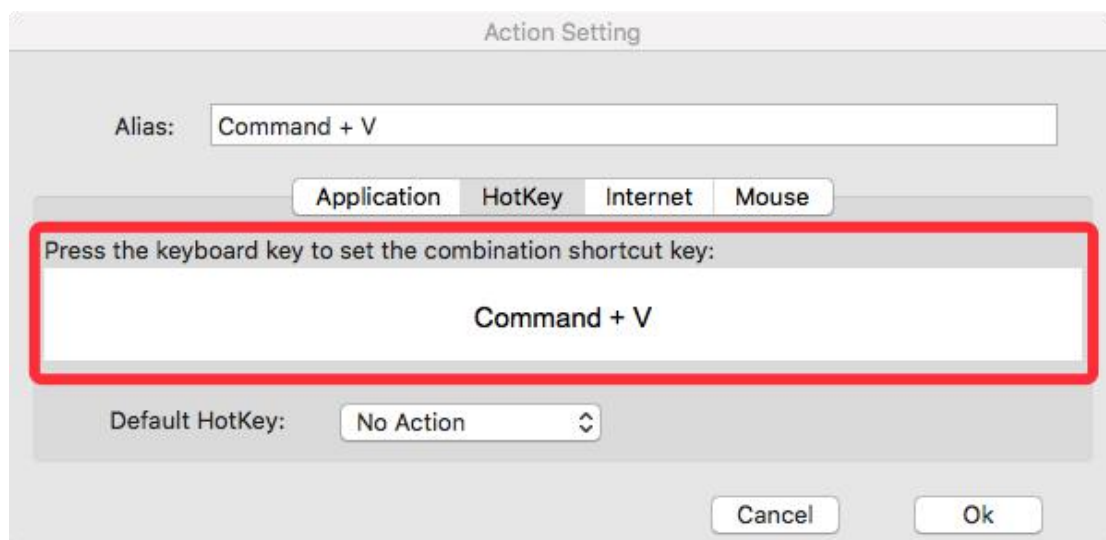 Action Setting
Alias: Command + V
Application HotKey Internet Mouse
Press the keyboard key to set the combination shortcut key:
Command + V
Default HotKey: No Action
Cancel Ok